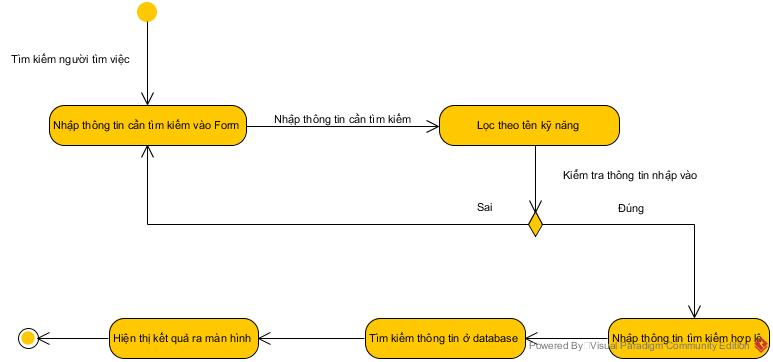 Tìm kiếm người tìm việc
Nhập thông tin cần tìm kiếm vào Form
Nhập thông tin cần tìm kiếm
Lọc theo tên kỹ năng
Kiểm tra thông tin nhập vào
Sai
Đúng
Hiện thị kết quả ra màn hình
Tìm kiếm thông tin ở database
Nhập thông tin tìm kiếm hợp lệ
Powered By Visual Paradigm Community Edition